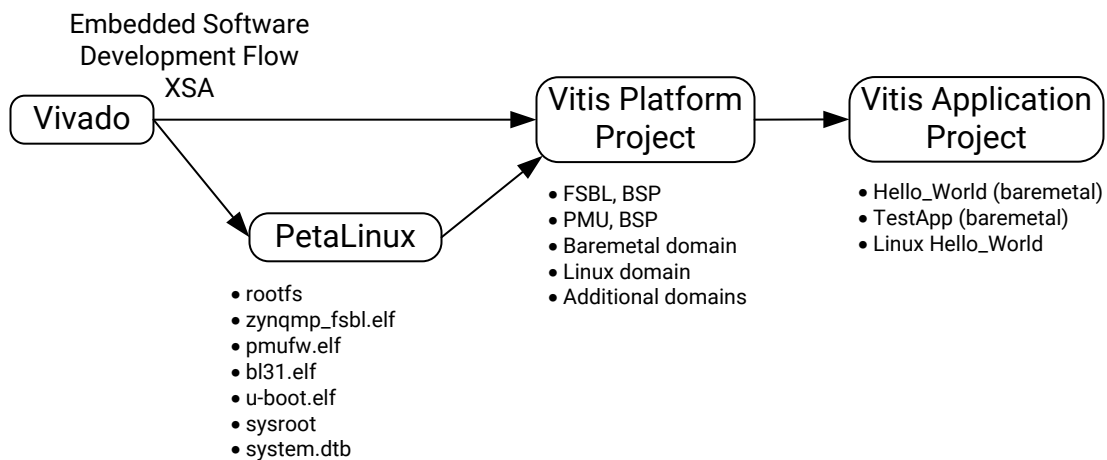 Embedded Software
Development Flow
XSA
Vivado
Vitis Platform
Project
Vitis Application
Project
• FSBL, BSP
• PMU, BSP
• Baremetal domain
• Linux domain
• Additional domains
• Hello_World (baremetal)
• TestApp (baremetal)
• Linux Hello_World
PetaLinux
• rootfs
• zynqmp_fsbl.elf
• pmufw.elf
• bl31.elf
• u-boot.elf
• sysroot
• system.dtb